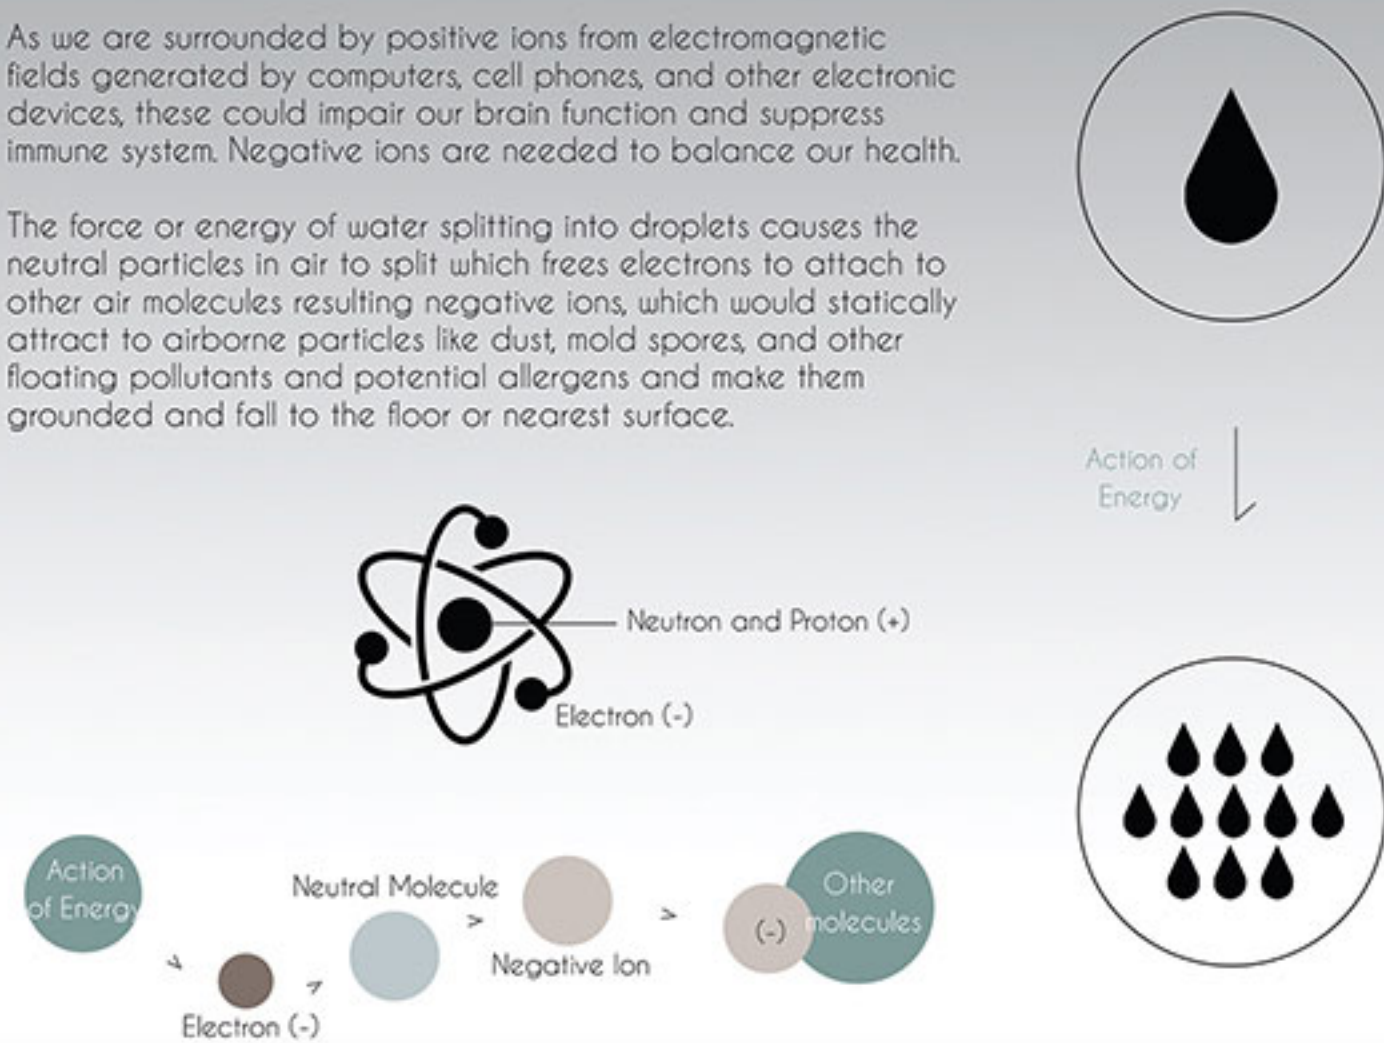 As we are surrounded by positive ions from electromagnetic
fields generated by computers, cell phones, and other electronic
devices, these could impair our brain function and suppress
immune system. Negative ions are needed to balance our health.
The force or energy of water splitting into droplets causes the
neutral particles in air to split which frees electrons to attach to
other air molecules resulting negative ions, which would statically
attract to airborne particles like dust, mold spores, and other
floating pollutants and potential allergens and make them
grounded and fall to the floor or nearest surface.
Action of
Energy
Neutron and Proton (+)
Electron (-)
Action
of Energy
Electron (-)
Neutral Molecule
Negative Ion
(-)
Other
molecules